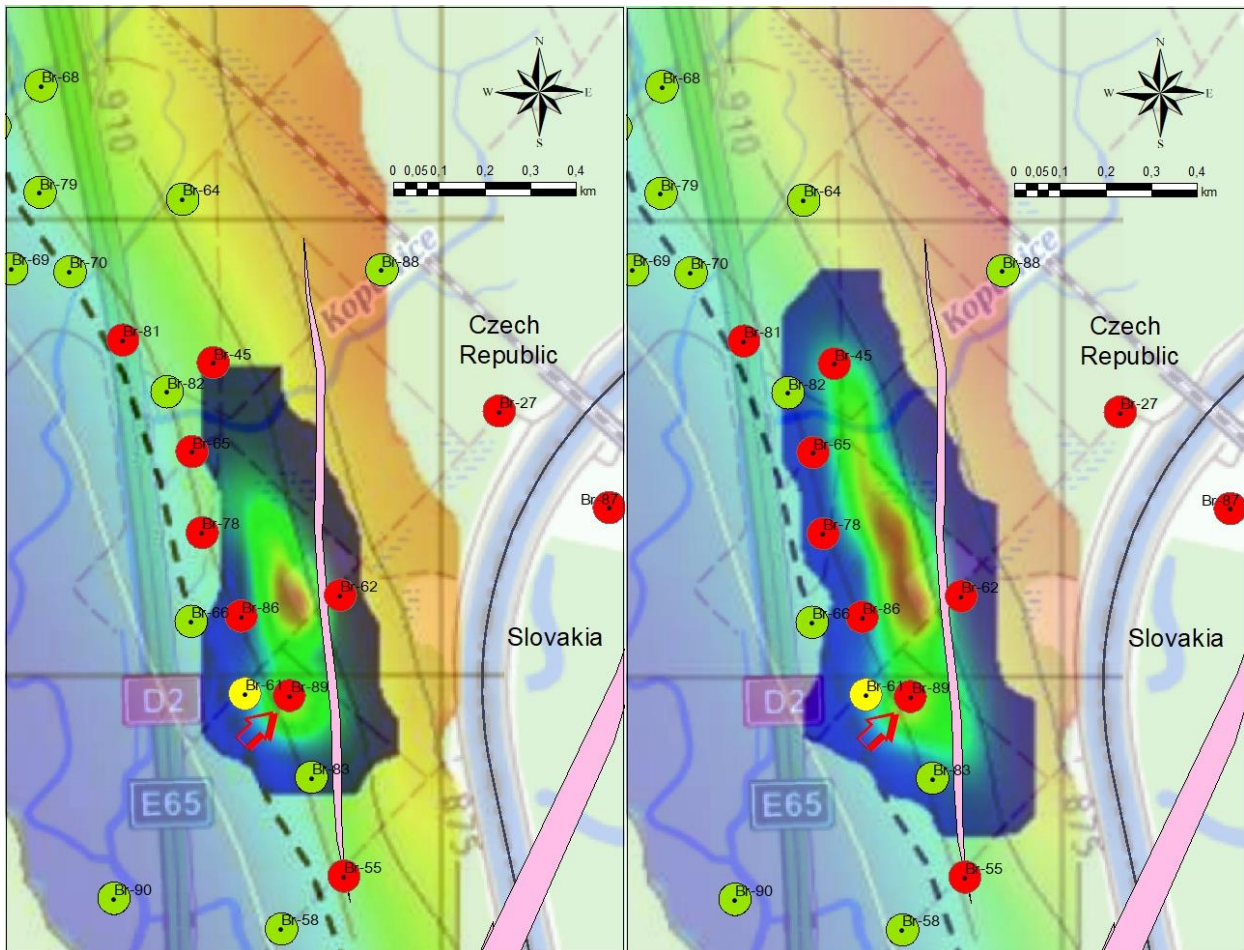 Br-68
910
N
W
E
S
0
0,05
0,1
0,2
0,3
0,4
km
Br-79
Br-64
Br-69
Br-70
Br-88
Kop
ice
Br-81
Br-45
Czech
Republic
Br-82
Br-27
Br-65
Br-87
Br-78
Br-62
Br-66
Br-86
Slovakia
Br-61
Br-89
D2
Br-83
E65
875
Br-55
Br-90
Br-58
Br-68
910
N
W
E
S
0
0,05
0,1
0,2
0,3
0,4
km
Br-79
Br-64
Br-69
Br-70
Br-88
Kop
ice
Br-81
Br-45
Czech
Republic
Br-82
Br-27
Br-65
Br-87
Br-78
Br-62
Br-66
Br-86
Slovakia
Br-61
Br-89
D2
Br-83
E65
875
Br-55
Br-90
Br-58